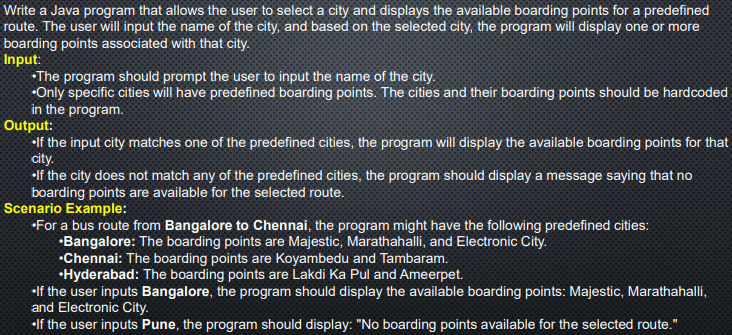 Write a Java program that allows the user to select a city and displays the available boarding points for a predefined
route. The user will input the name of the city, and based on the selected city, the program will display one or more
boarding points associated with that city.
Input:
•The program should prompt the user to input the name of the city.
•Only specific cities will have predefined boarding points. The cities and their boarding points should be hardcoded
in the program.
Output:
•If the input city matches one of the predefined cities, the program will display the available boarding points for that
city.
•If the city does not match any of the predefined cities, the program should display a message saying that no
boarding points are available for the selected route.
Scenario Example:
•For a bus route from Bangalore to Chennai, the program might have the following predefined cities:
•Bangalore: The boarding points are Majestic, Marathahalli, and Electronic City.
•Chennai: The boarding points are Koyambedu and Tambaram.
•Hyderabad: The boarding points are Lakdi Ka Pul and Ameerpet.
•If the user inputs Bangalore, the program should display the available boarding points: Majestic, Marathahalli,
and Electronic City.
•If the user inputs Pune, the program should display: "No boarding points available for the selected route."